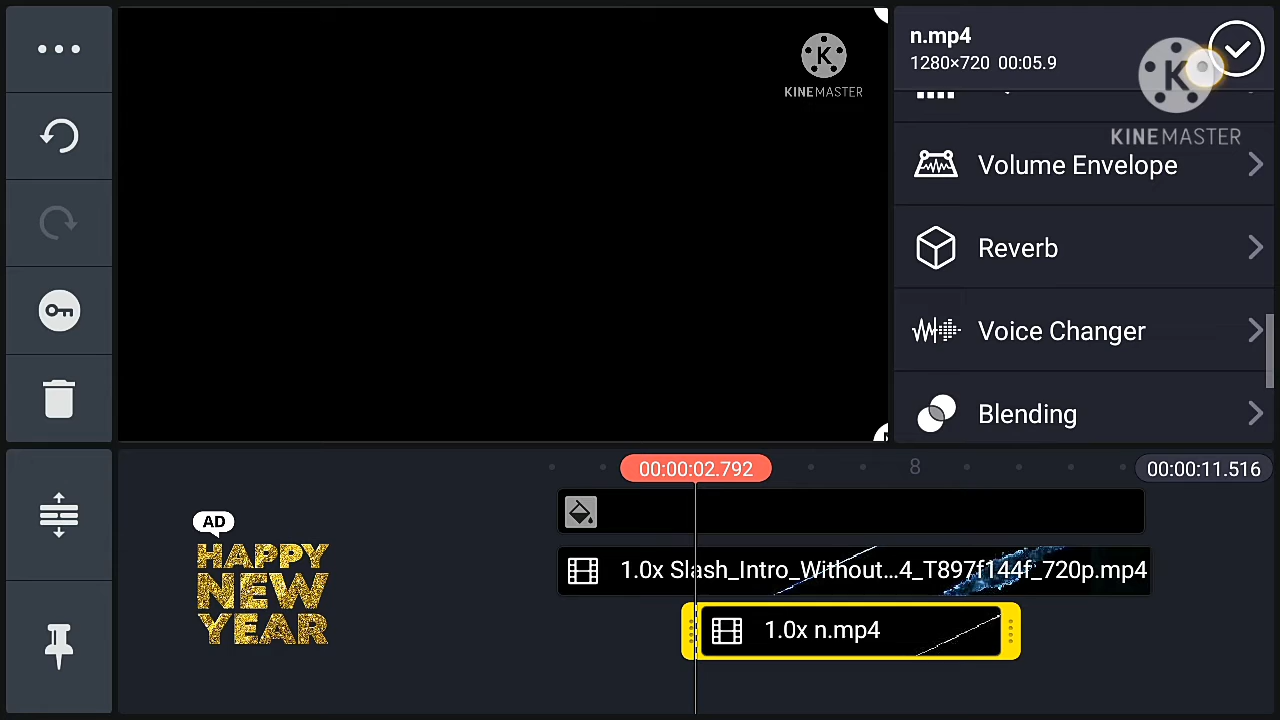 KINEMASTER
n.mp4
1280×720 00:05.9
KINEMASTER
Volume Envelope
Reverb
Voice Changer
Blending
00:00:02.792
8
00:00:11.516
AD
HAPPY
NEW
YEAR
1.0x Slash_Intro_Without...4_T897f144f_720p.mp4
1.0x n.mp4